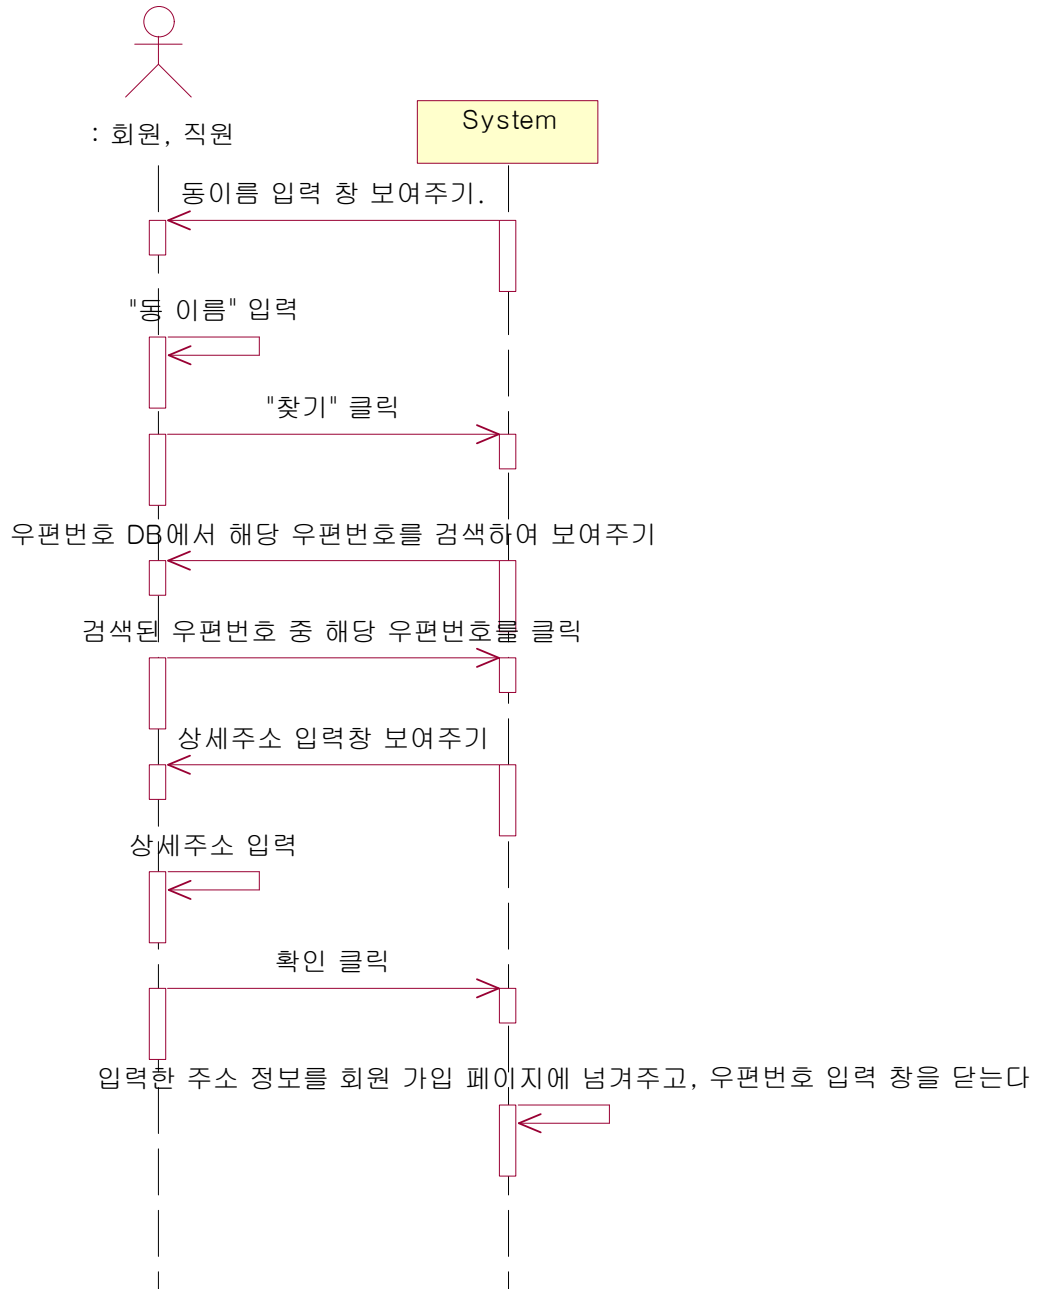 : 회원, 직원
System
동이름 입력 창 보여주기.
"동 이름" 입력
"찾기" 클릭
우편번호 DB에서 해당 우편번호를 검색하여 보여주기
검색된 우편번호 중 해당 우편번호를 클릭
상세주소 입력창 보여주기
상세주소 입력
확인 클릭
입력한 주소 정보를 회원 가입 페이지에 넘겨주고, 우편번호 입력 창을 닫는다